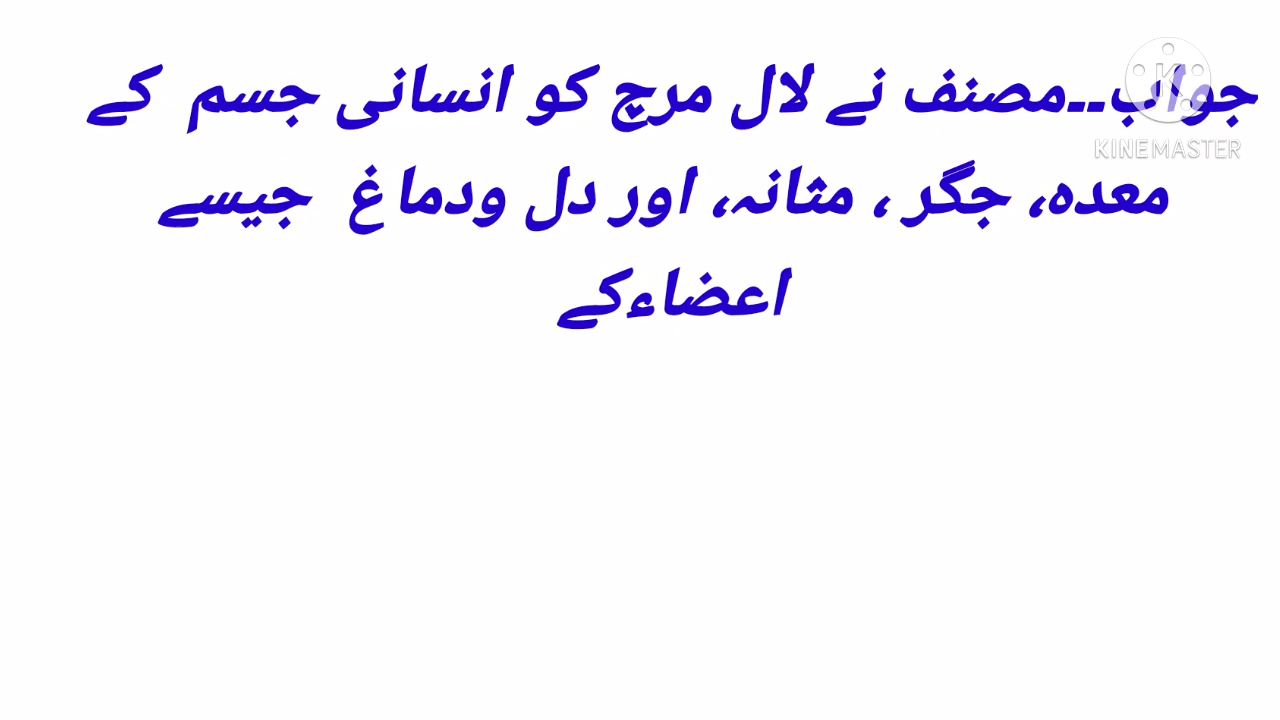 جواب--مصنف نے لال مرچ کو انسانی جسم کے
معدہ، جگر ، مثانہ، اور دل ودماغ جیسے
اعضاءکے
KINEMASTER